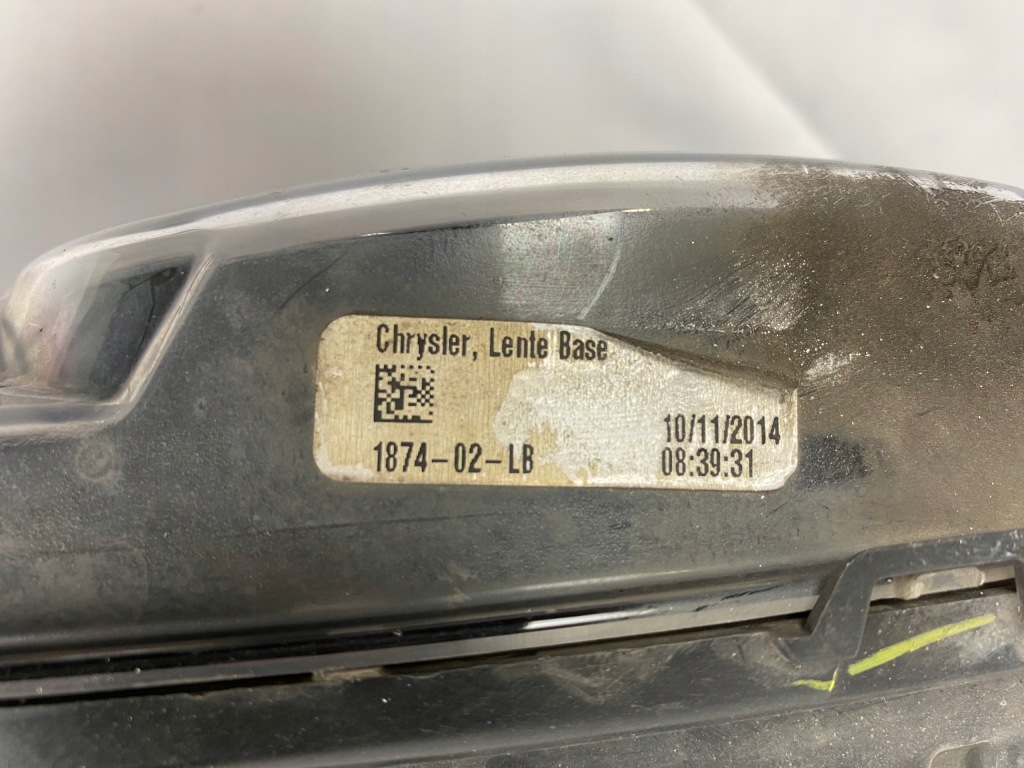 Chrysler, Lente Base
1874-02-LB
10/11/2014
08:39:31